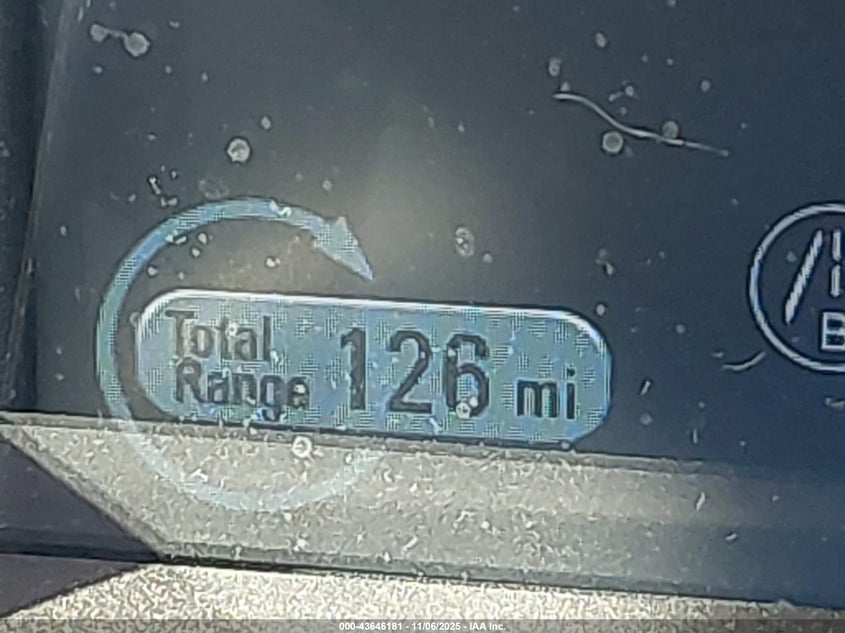 Total
Range 126 mi
B
000-43646181 - 11/06/2025 - IAA Inc.